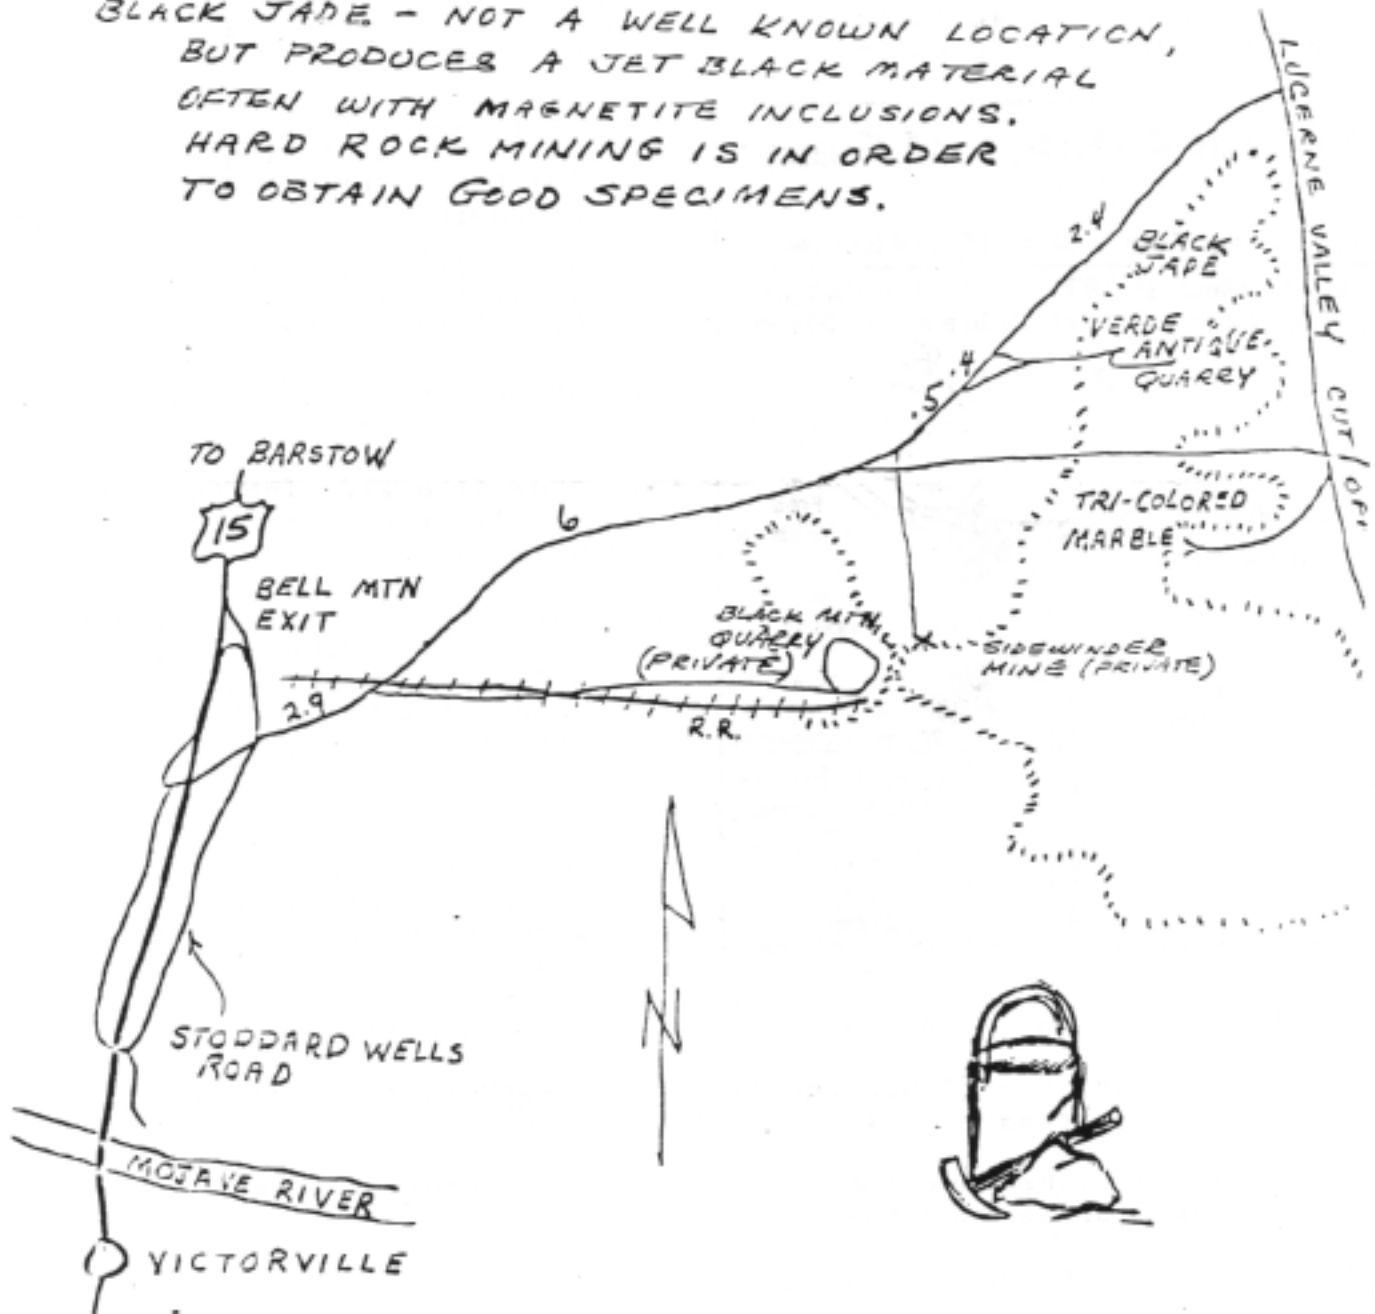 BLACK JADE - NOT A WELL KNOWN LOCATION,
BUT PRODUCES A JET BLACK MATERIAL
OFTEN WITH MAGNETITE INCLUSIONS.
HARD ROCK MINING IS IN ORDER
TO OBTAIN GOOD SPECIMENS.
LUCERNE VALLEY CUT/OFF
2.4
BLACK
JADE
VERDE
ANTIQUE
QUARRY
.4
.5
TO BARSTOW
15
6
TRI-COLORED
MARBLE
BELL MTN
EXIT
BLACK MTN
QUARRY
(PRIVATE)
SIDEWINDER
MINE (PRIVATE)
2.9
R.R.
N
STODDARD WELLS
ROAD
MOJAVE RIVER
VICTORVILLE